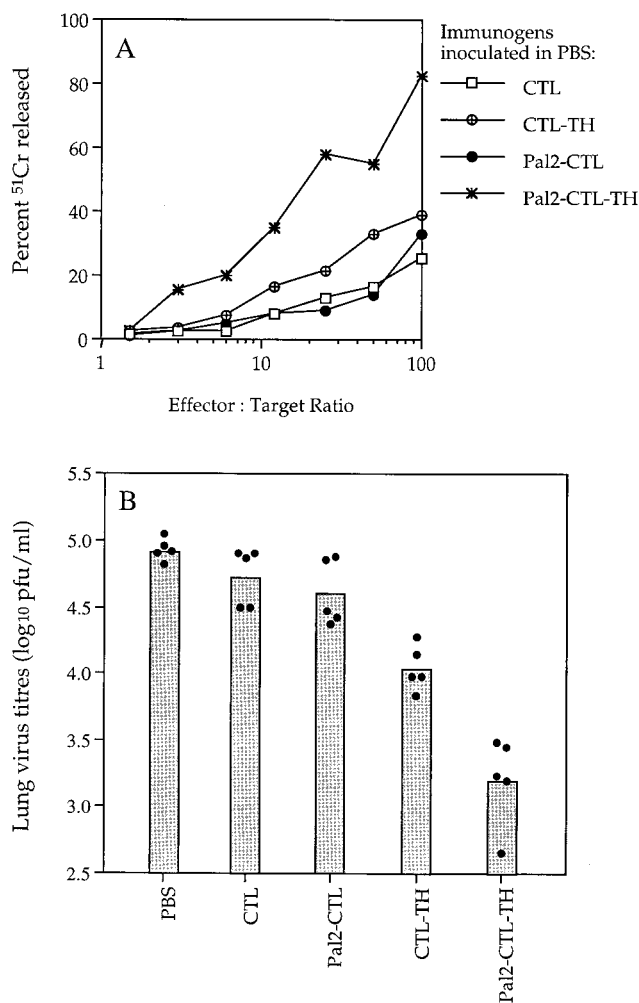 A
Percent ⁵¹Cr released
100
80
60
40
20
0
1
10
100
Effector : Target Ratio
Immunogens
inoculated in PBS:
CTL
CTL-TH
Pal2-CTL
Pal2-CTL-TH
B
Lung virus titres (log₁₀ pfu/ml)
5.5
5.0
4.5
4.0
3.5
3.0
2.5
PBS
CTL
Pal2-CTL
CTL-TH
Pal2-CTL-TH